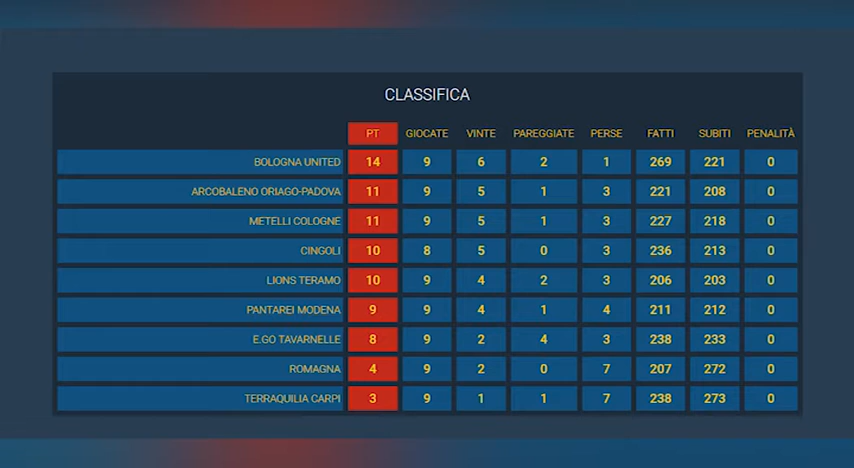 CLASSIFICA
PT GIOCATE VINTE PAREGGIATE PERSE FATTI SUBITI PENALITÀ
BOLOGNA UNITED 14 9 6 2 1 269 221 0
ARCOBALENO ORIAGO-PADOVA 11 9 5 1 3 221 208 0
METELLI COLOGNE 11 9 5 1 3 227 218 0
CINGOLI 10 8 5 0 3 236 213 0
LIONS TERAMO 10 9 4 2 3 206 203 0
PANTAREI MODENA 9 9 4 1 4 211 212 0
E.GO TAVARNELLE 8 9 2 4 3 238 233 0
ROMAGNA 4 9 2 0 7 207 272 0
TERRAQUILIA CARPI 3 9 1 1 7 238 273 0